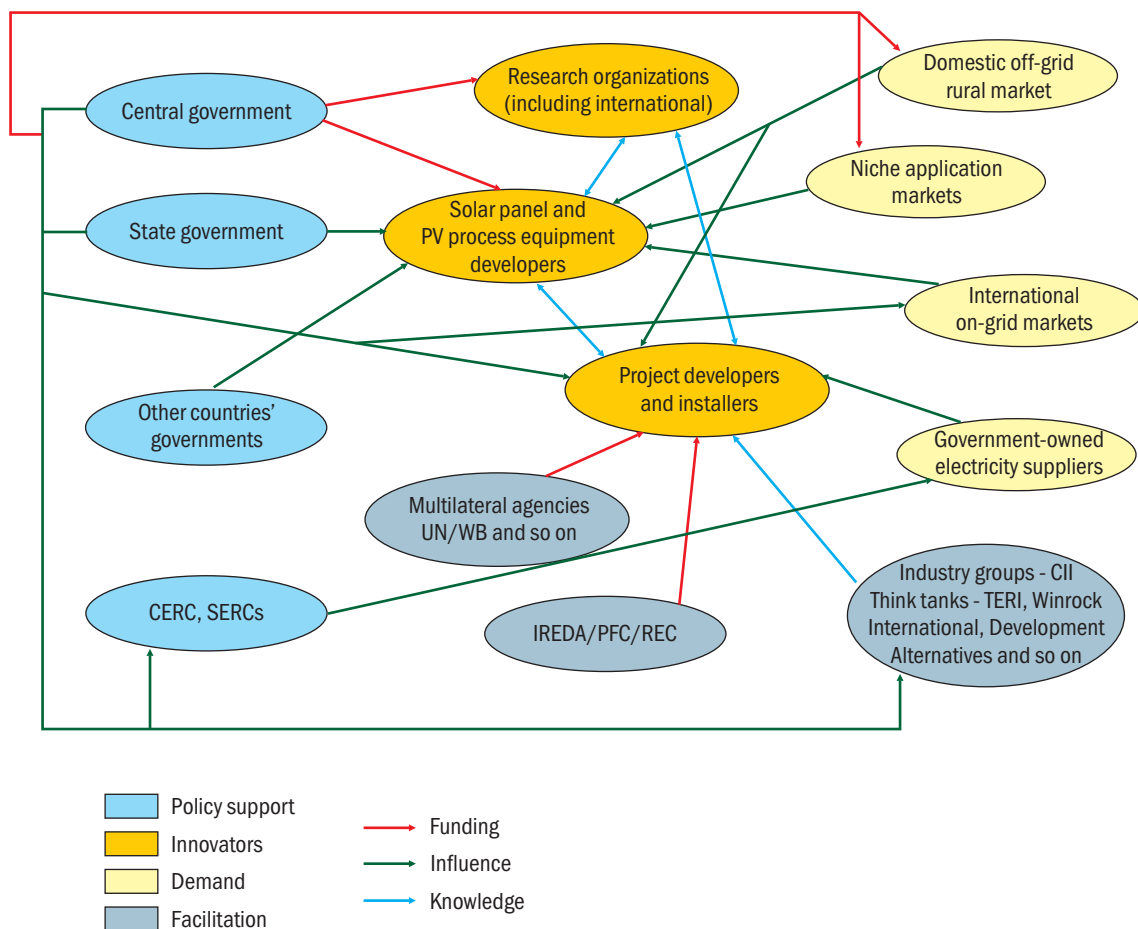 Research organizations
(including international)
Domestic off-grid
rural market
Central government
Niche application
markets
Solar panel and
PV process equipment
developers
State government
International
on-grid markets
Project developers
and installers
Other countries’
governments
Government-owned
electricity suppliers
Multilateral agencies
UN/WB and so on
Industry groups - CII
Think tanks - TERI, Winrock
International, Development
Alternatives and so on
CERC, SERCs
IREDA/PFC/REC
Policy support
Innovators
Demand
Facilitation
Funding
Influence
Knowledge